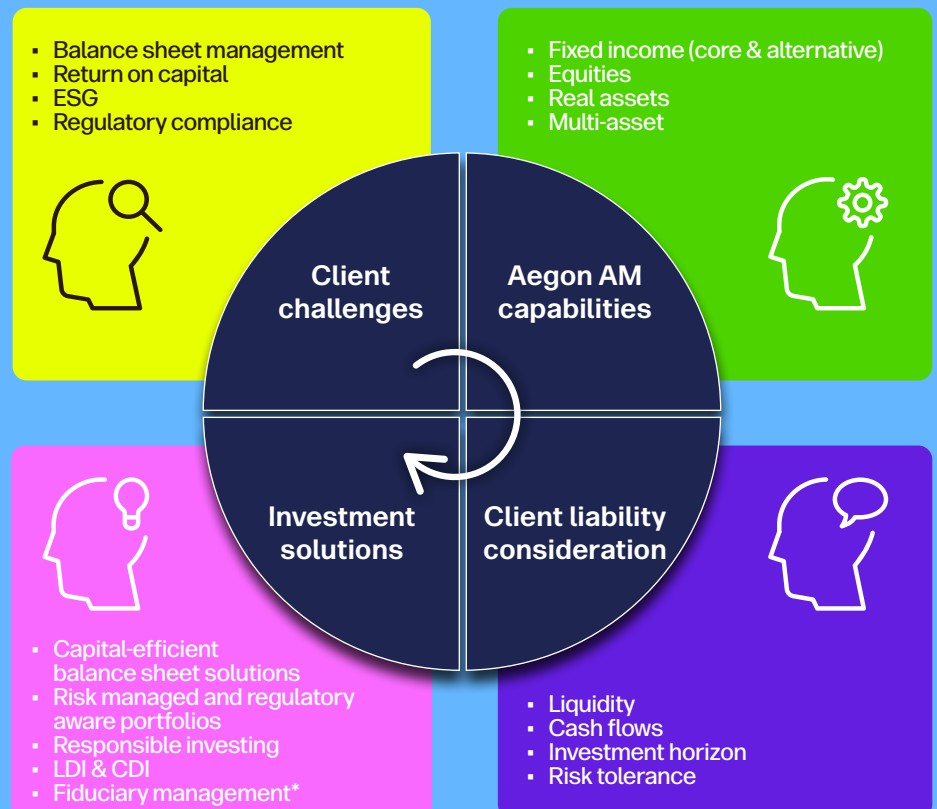 ▪ Balance sheet management
▪ Return on capital
▪ ESG
▪ Regulatory compliance
▪ Fixed income (core & alternative)
▪ Equities
▪ Real assets
▪ Multi-asset
Client
challenges
Aegon AM
capabilities
Investment
solutions
Client liability
consideration
▪ Capital-efficient
balance sheet solutions
▪ Risk managed and regulatory
aware portfolios
▪ Responsible investing
▪ LDI & CDI
▪ Fiduciary management*
▪ Liquidity
▪ Cash flows
▪ Investment horizon
▪ Risk tolerance